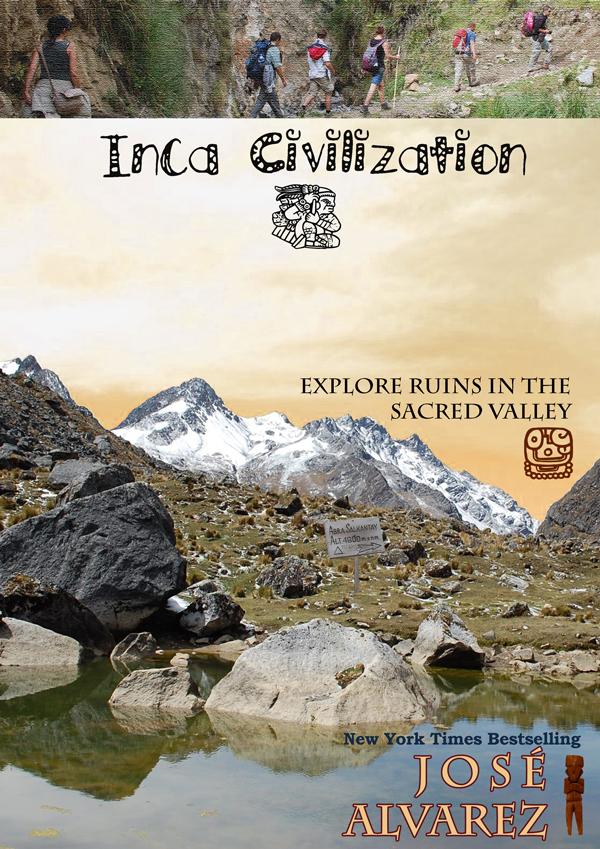 Inca Civilization
EXPLORE RUINS IN THE
SACRED VALLEY
ABRA SALKANTAY
ALT. 4600 m s n m
New York Times Bestselling
JOSÉ
ALVAREZ